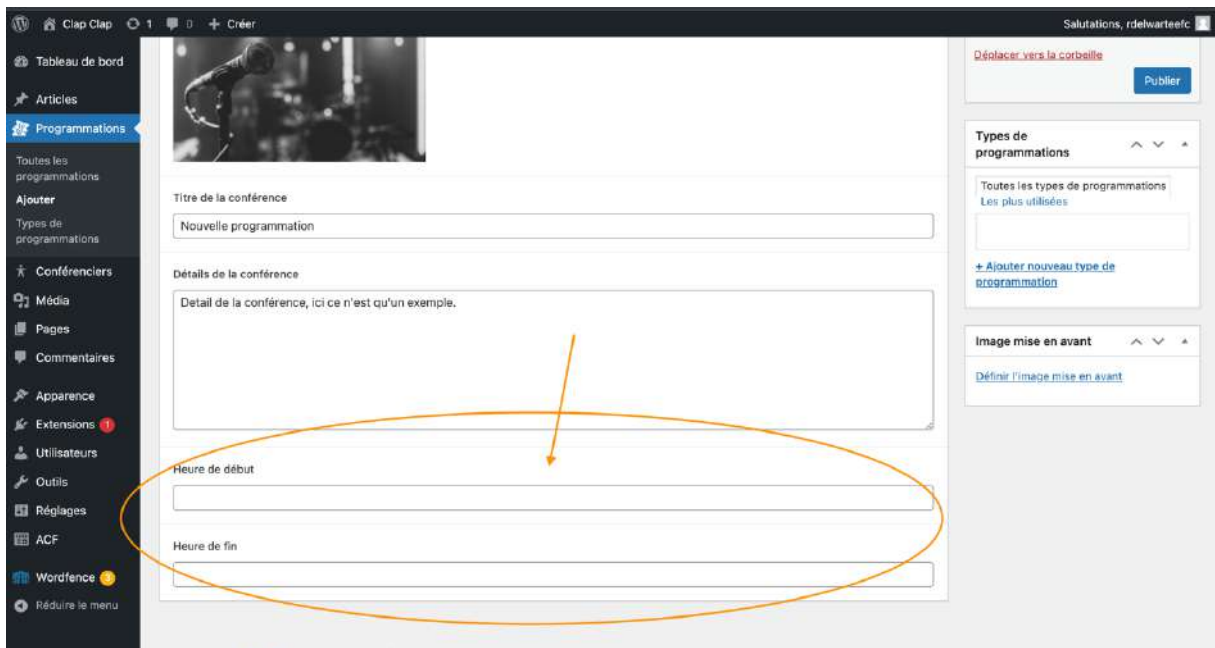 Clap Clap 1 0 + Créer
Salutations, rdelwarteefc
Tableau de bord
Articles
Programmations
Toutes les
programmations
Ajouter
Types de
programmations
Conférenciers
Média
Pages
Commentaires
Apparence
Extensions 1
Utilisateurs
Outils
Réglages
ACF
Wordfence 3
Réduire le menu
Titre de la conférence
Nouvelle programmation
Détails de la conférence
Detail de la conférence, ici ce n'est qu'un exemple.
Heure de début
Heure de fin
Déplacer vers la corbeille
Publier
Types de
programmations
Toutes les types de programmations
Les plus utilisées
+ Ajouter nouveau type de
programmation
Image mise en avant
Définir l'image mise en avant